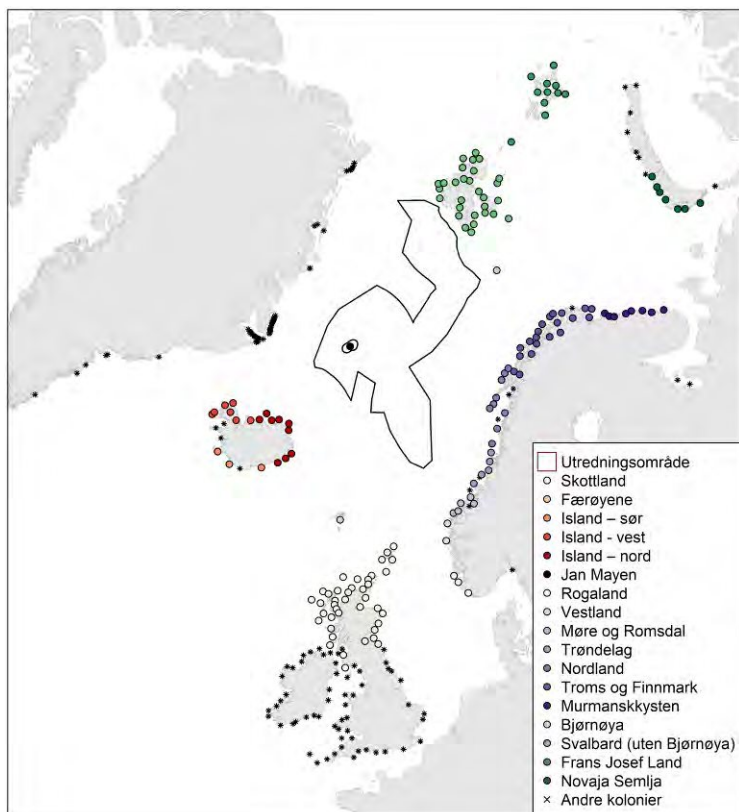 Utredningsområde
Skottland
Færøyene
Island – sør
Island - vest
Island – nord
Jan Mayen
Rogaland
Vestland
Møre og Romsdal
Trøndelag
Nordland
Troms og Finnmark
Murmanskkysten
Bjørnøya
Svalbard (uten Bjørnøya)
Frans Josef Land
Novaja Semlja
Andre kolonier